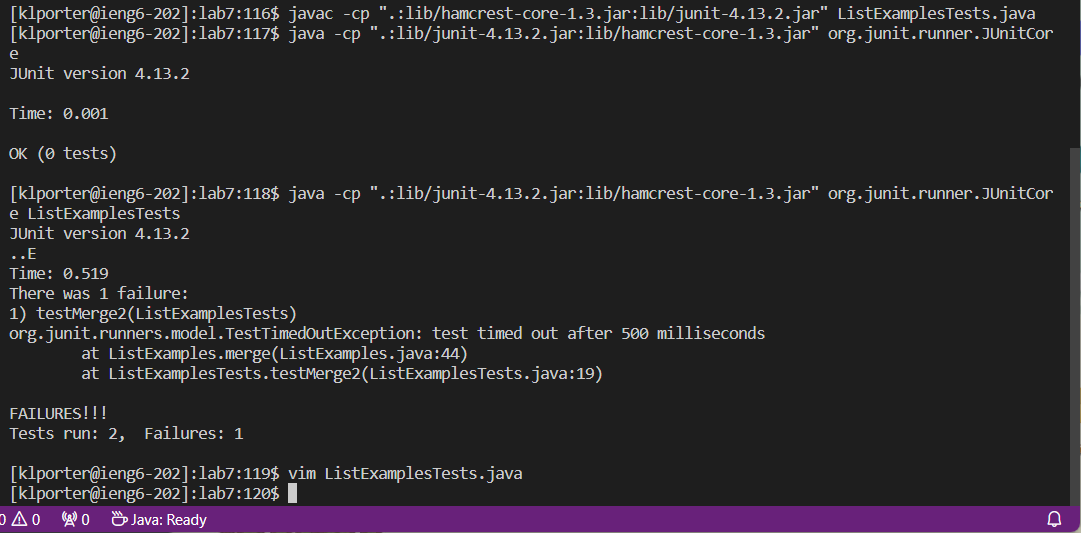 [klporter@ieng6-202]:lab7:116$ javac -cp ".:lib/hamcrest-core-1.3.jar:lib/junit-4.13.2.jar" ListExamplesTests.java
[klporter@ieng6-202]:lab7:117$ java -cp ".:lib/junit-4.13.2.jar:lib/hamcrest-core-1.3.jar" org.junit.runner.JUnitCor
e
JUnit version 4.13.2
Time: 0.001
OK (0 tests)
[klporter@ieng6-202]:lab7:118$ java -cp ".:lib/junit-4.13.2.jar:lib/hamcrest-core-1.3.jar" org.junit.runner.JUnitCor
e ListExamplesTests
JUnit version 4.13.2
..E
Time: 0.519
There was 1 failure:
1) testMerge2(ListExamplesTests)
org.junit.runners.model.TestTimedOutException: test timed out after 500 milliseconds
        at ListExamples.merge(ListExamples.java:44)
        at ListExamplesTests.testMerge2(ListExamplesTests.java:19)
FAILURES!!!
Tests run: 2,  Failures: 1
[klporter@ieng6-202]:lab7:119$ vim ListExamplesTests.java
[klporter@ieng6-202]:lab7:120$
0 0 0 Java: Ready